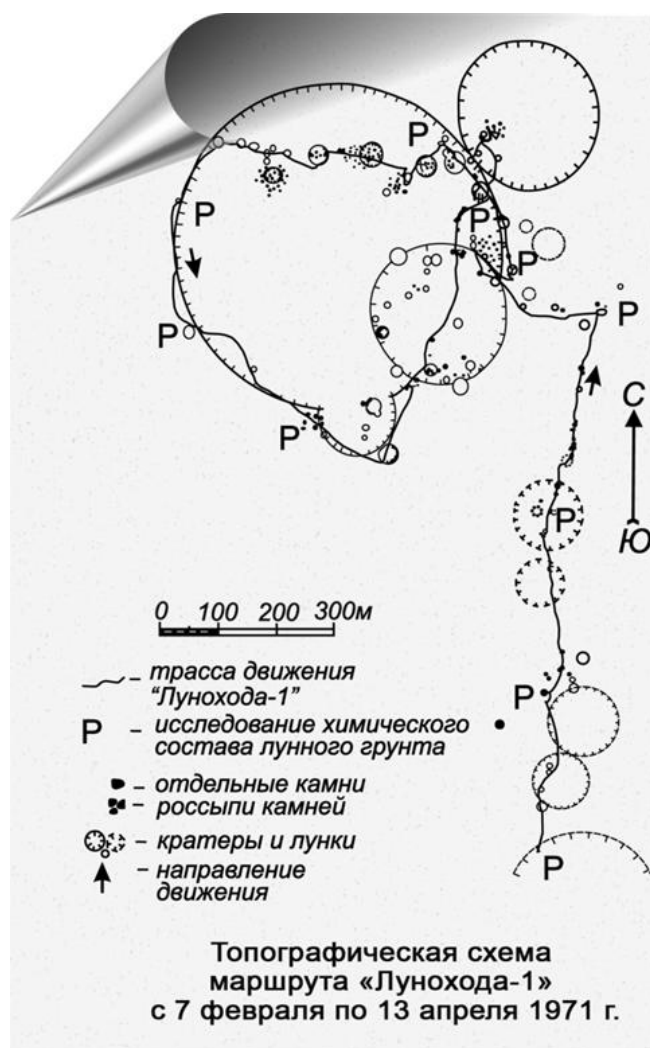 Р
Р
Р
Р
Р
Р
Р
С
Р
Ю
0 100 200 300м
– трасса движения
"Лунохода-1"
Р – исследование химического
состава лунного грунта
Р
– отдельные камни
– россыпи камней
– кратеры и лунки
– направление
движения
Р
Топографическая схема
маршрута «Лунохода-1»
с 7 февраля по 13 апреля 1971 г.